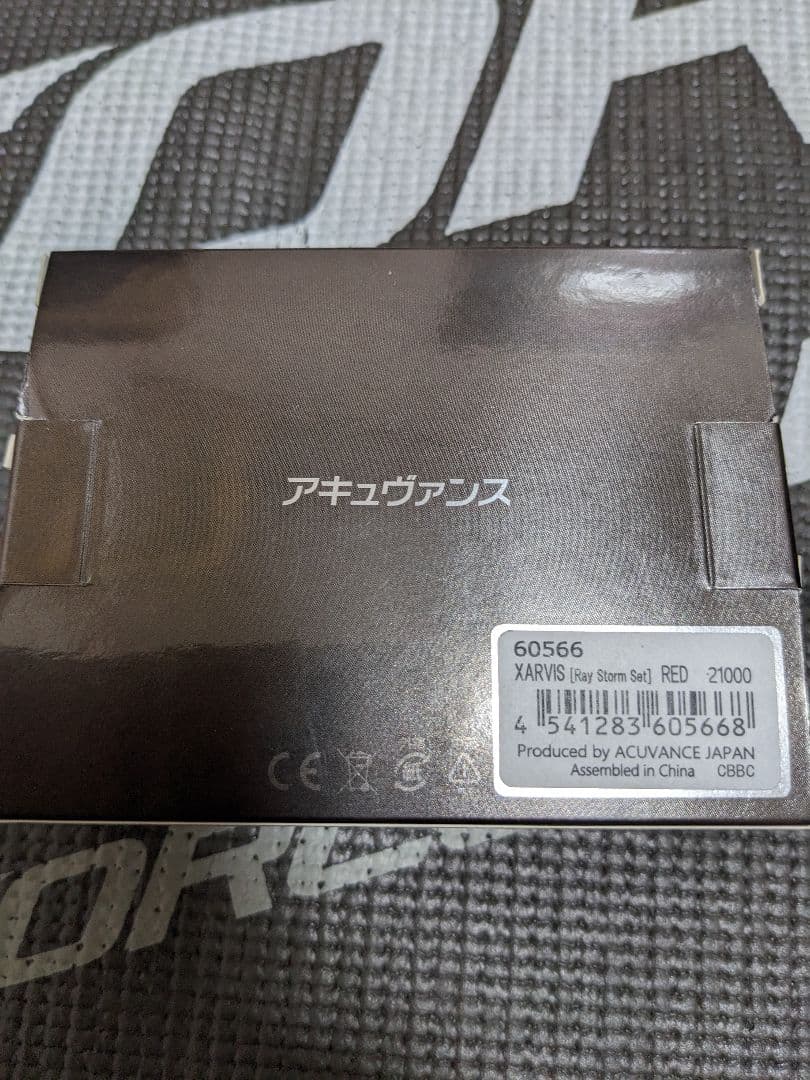 アキュヴァンス
60566
XARVIS [Ray Storm Set] RED 21000
4 541283 605668
Produced by ACUVANCE JAPAN
Assembled in China CBBC
CE